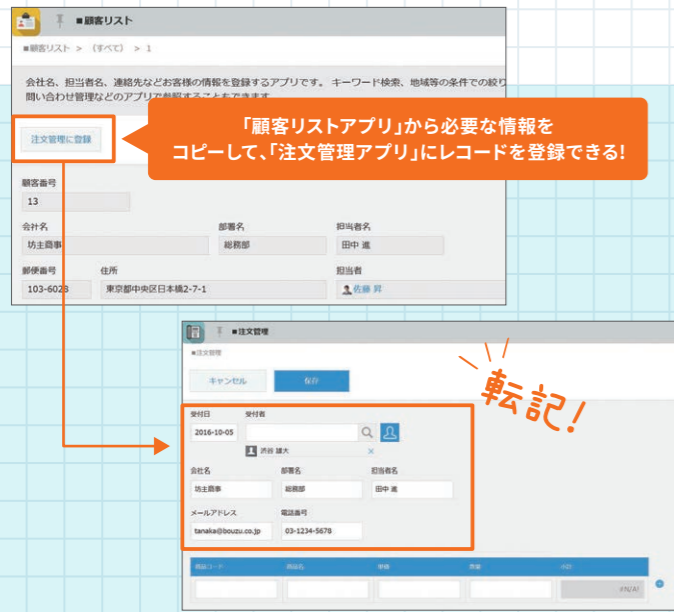 ■顧客リスト
■顧客リスト > (すべて) > 1
会社名、担当者名、連絡先などお客様の情報を登録するアプリです。 キーワード検索、地域等の条件での絞り
問い合わせ管理などのアプリで参照することもできます
注文管理に登録
「顧客リストアプリ」から必要な情報を
コピーして、「注文管理アプリ」にレコードを登録できる!
顧客番号
13
会社名 部署名 担当者名
坊主商事 総務部 田中 進
郵便番号 住所 担当者
103-6028 東京都中央区日本橋2-7-1 佐藤 昇
■注文管理
■注文管理
キャンセル 保存
転記!
受付日 受付者
2016-10-05
渋谷 雄大 ×
会社名 部署名 担当者名
坊主商事 総務部 田中 進
メールアドレス 電話番号
tanaka@bouzu.co.jp 03-1234-5678
商品コード 商品名 単価 数量 小計
#N/A!